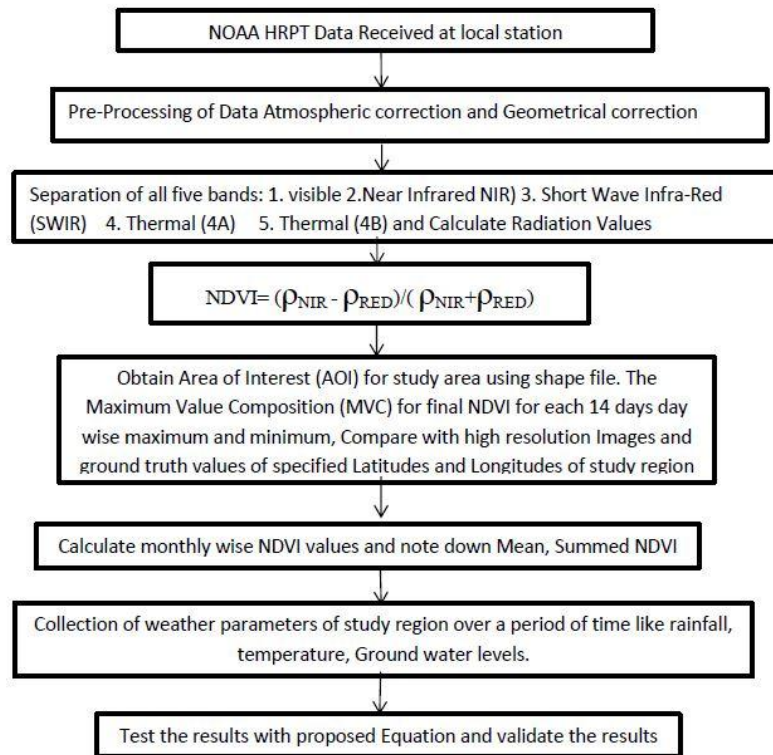 NOAA HRPT Data Received at local station
Pre-Processing of Data Atmospheric correction and Geometrical correction
Separation of all five bands: 1. visible 2.Near Infrared NIR) 3. Short Wave Infra-Red
(SWIR) 4. Thermal (4A) 5. Thermal (4B) and Calculate Radiation Values
NDVI= (ρNIR - ρRED)/( ρNIR+ρRED)
Obtain Area of Interest (AOI) for study area using shape file. The
Maximum Value Composition (MVC) for final NDVI for each 14 days day
wise maximum and minimum, Compare with high resolution Images and
ground truth values of specified Latitudes and Longitudes of study region
Calculate monthly wise NDVI values and note down Mean, Summed NDVI
Collection of weather parameters of study region over a period of time like rainfall,
temperature, Ground water levels.
Test the results with proposed Equation and validate the results